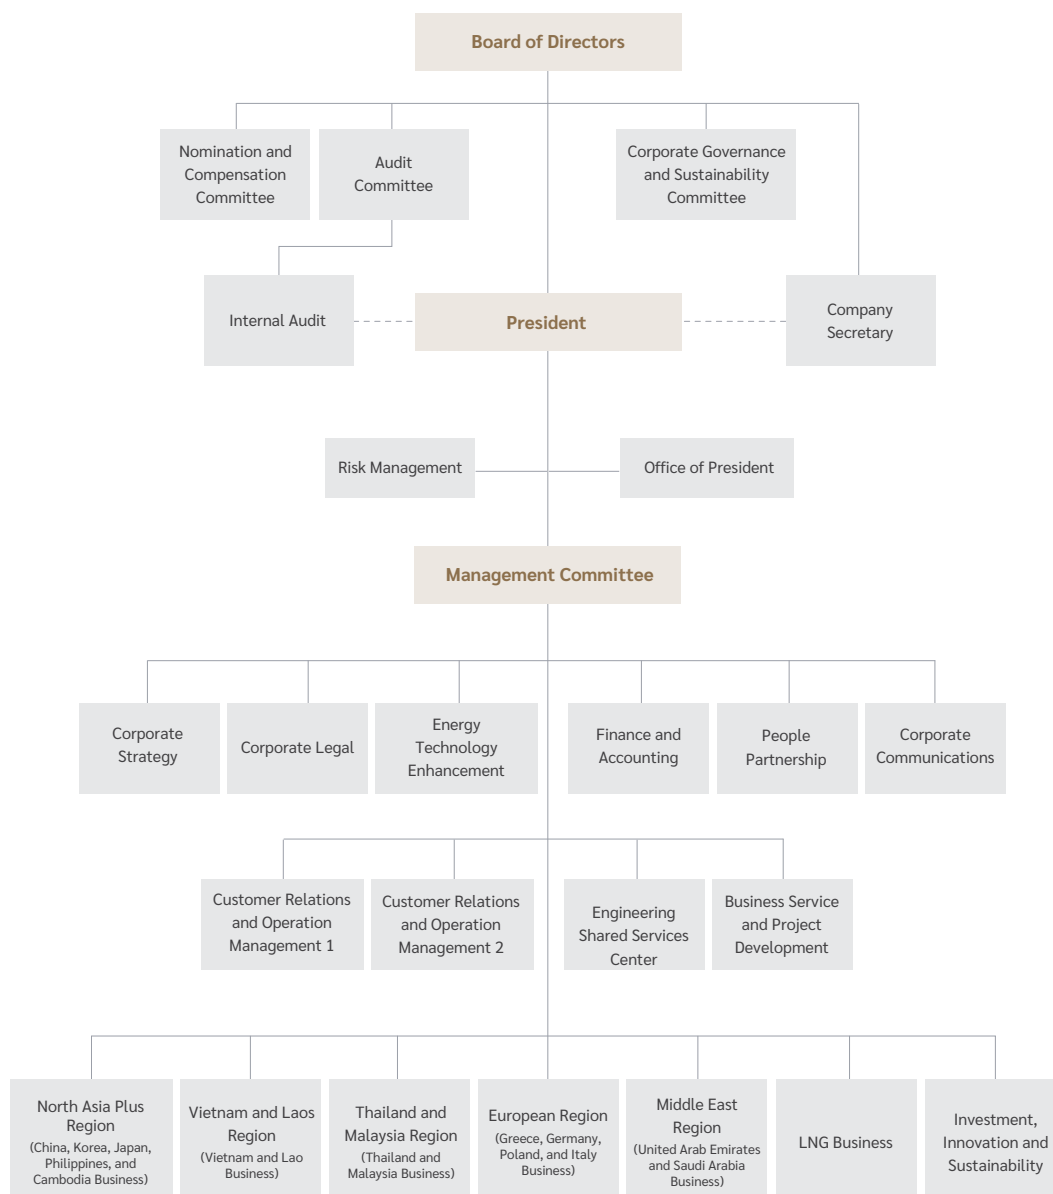 Board of Directors
Nomination and
Compensation
Committee
Audit
Committee
Corporate Governance
and Sustainability
Committee
Internal Audit
President
Company
Secretary
Risk Management
Office of President
Management Committee
Corporate
Strategy
Corporate Legal
Energy
Technology
Enhancement
Finance and
Accounting
People
Partnership
Corporate
Communications
Customer Relations
and Operation
Management 1
Customer Relations
and Operation
Management 2
Engineering
Shared Services
Center
Business Service
and Project
Development
North Asia Plus
Region
(China, Korea, Japan,
Philippines, and
Cambodia Business)
Vietnam and Laos
Region
(Vietnam and Lao
Business)
Thailand and
Malaysia Region
(Thailand and
Malaysia Business)
European Region
(Greece, Germany,
Poland, and Italy
Business)
Middle East
Region
(United Arab Emirates
and Saudi Arabia
Business)
LNG Business
Investment,
Innovation and
Sustainability